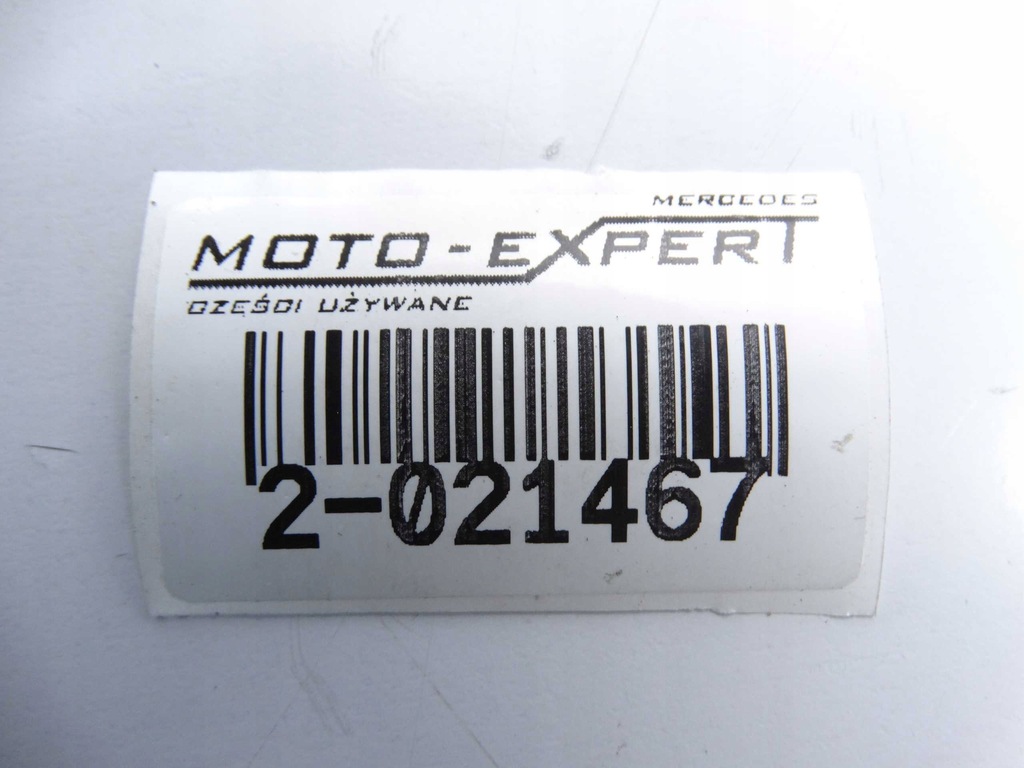 MERCEDES
MOTO-EXPERT
CZĘŚCI UŻYWANE
2-021467